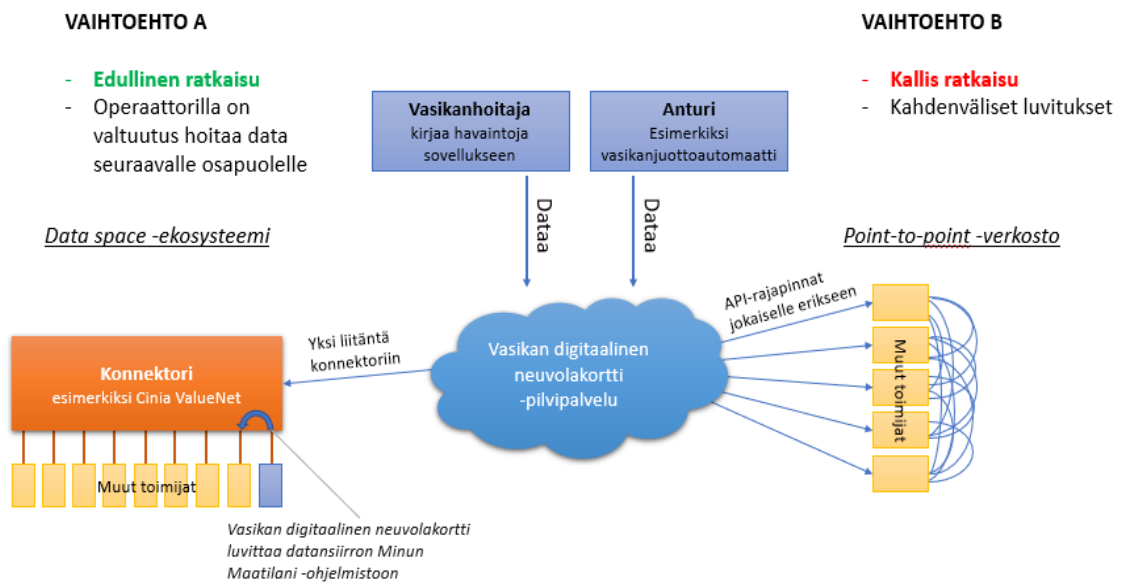 VAIHTOEHTO A
- Edullinen ratkaisu
- Operaattorilla on
valtuutus hoitaa data
seuraavalle osapuolelle
Data space -ekosysteemi
Vasikanhoitaja
kirjaa havaintoja
sovellukseen
Anturi
Esimerkiksi
vasikanjuottoautomaatti
Dataa
Dataa
VAIHTOEHTO B
- Kallis ratkaisu
- Kahdenväliset luvitukset
Point-to-point -verkosto
Konnektori
esimerkiksi Cinia ValueNet
Muut toimijat
Yksi liitäntä
konnektoriin
Vasikan digitaalinen
neuvolakortti
-pilvipalvelu
API-rajapinnat
jokaiselle erikseen
Muut toimijat
Vasikan digitaalinen neuvolakortti
luvittaa datansiirron Minun
Maatilani -ohjelmistoon